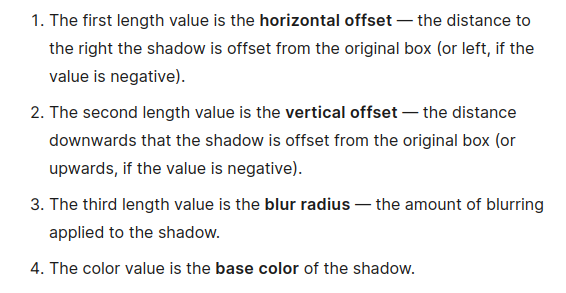 1. The first length value is the horizontal offset — the distance to
the right the shadow is offset from the original box (or left, if the
value is negative).
2. The second length value is the vertical offset — the distance
downwards that the shadow is offset from the original box (or
upwards, if the value is negative).
3. The third length value is the blur radius — the amount of blurring
applied to the shadow.
4. The color value is the base color of the shadow.